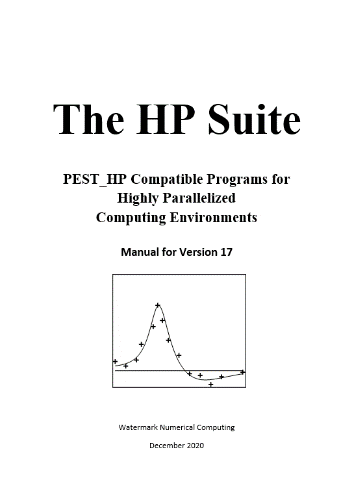 The HP Suite
PEST_HP Compatible Programs for
Highly Parallelized
Computing Environments
Manual for Version 17
Watermark Numerical Computing
December 2020